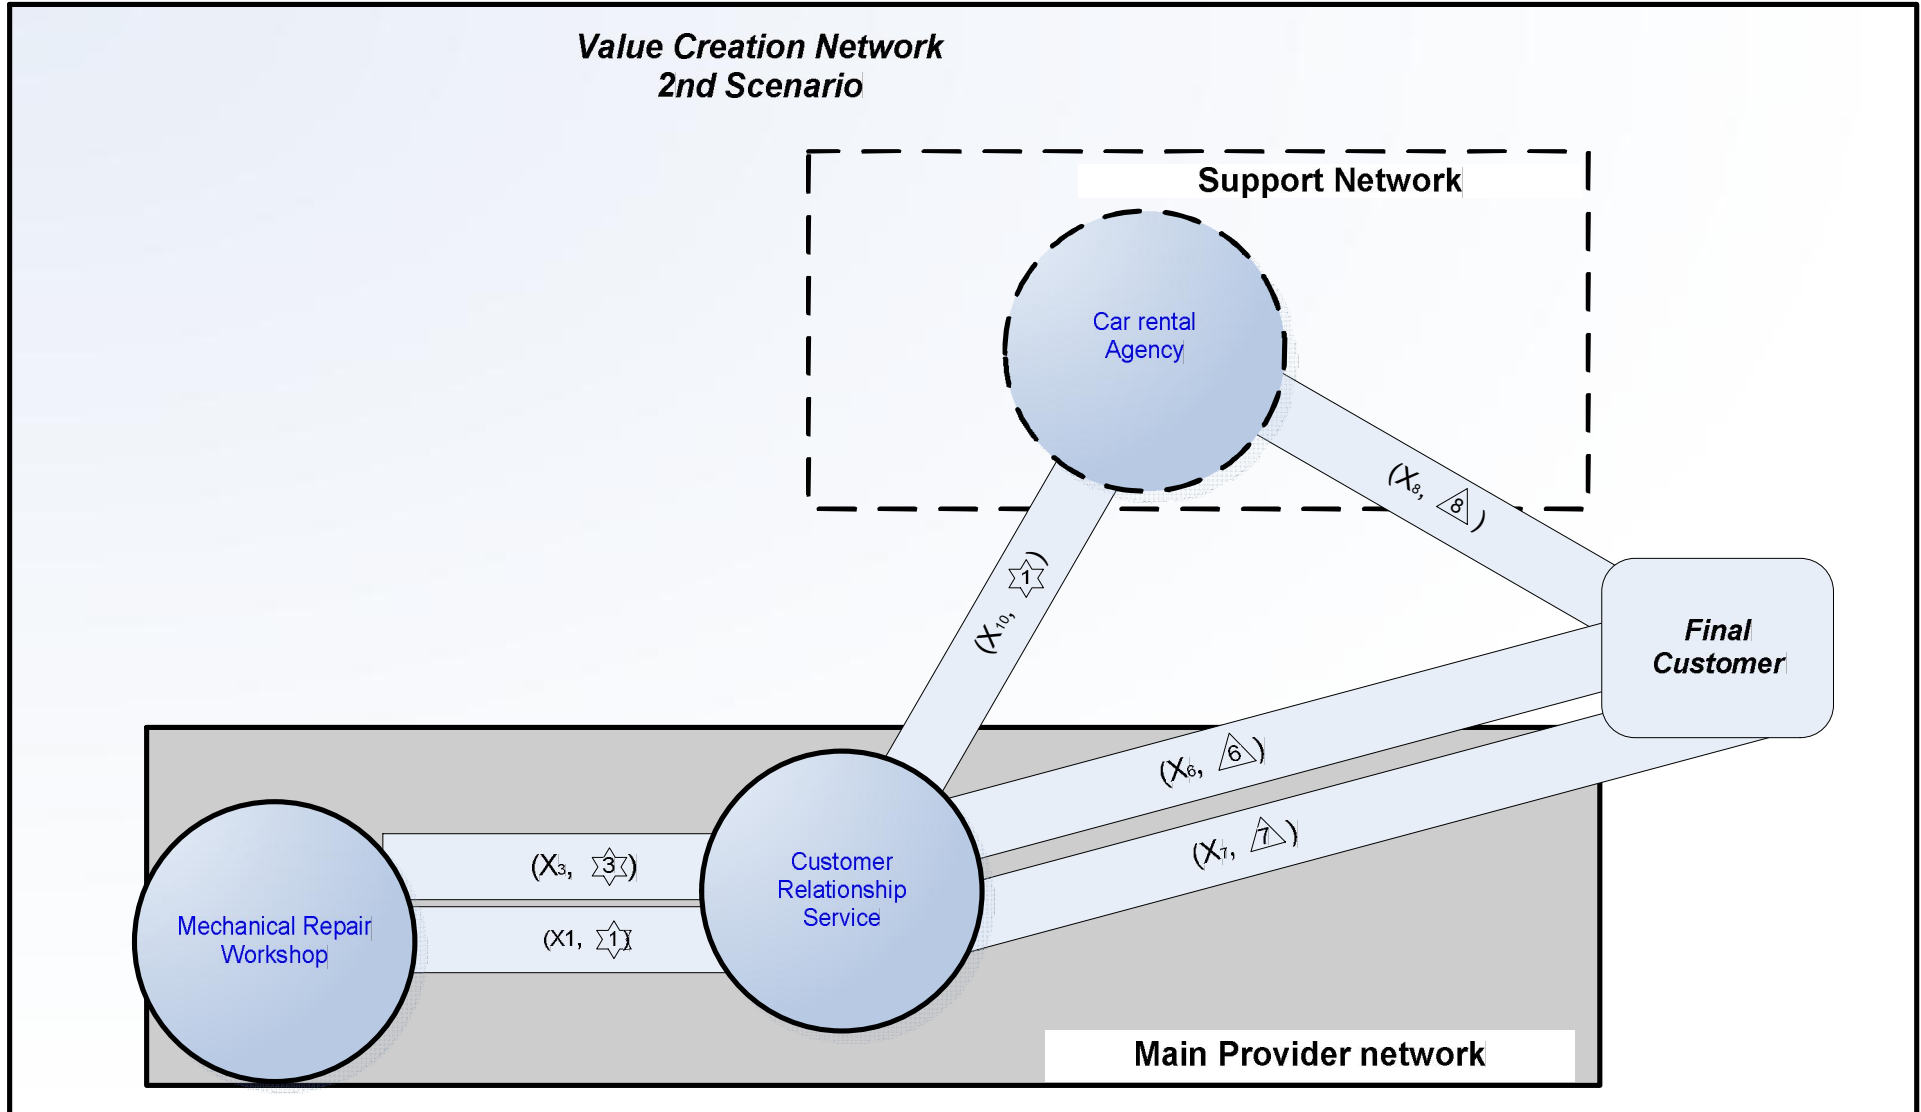 Value Creation Network
2nd Scenario
Support Network
Car rental
Agency
(X8, 8)
(X10, 1)
Final
Customer
(X6, 6)
(X7, 7)
(X3, 3)
(X1, 1)
Customer
Relationship
Service
Mechanical Repair
Workshop
Main Provider network